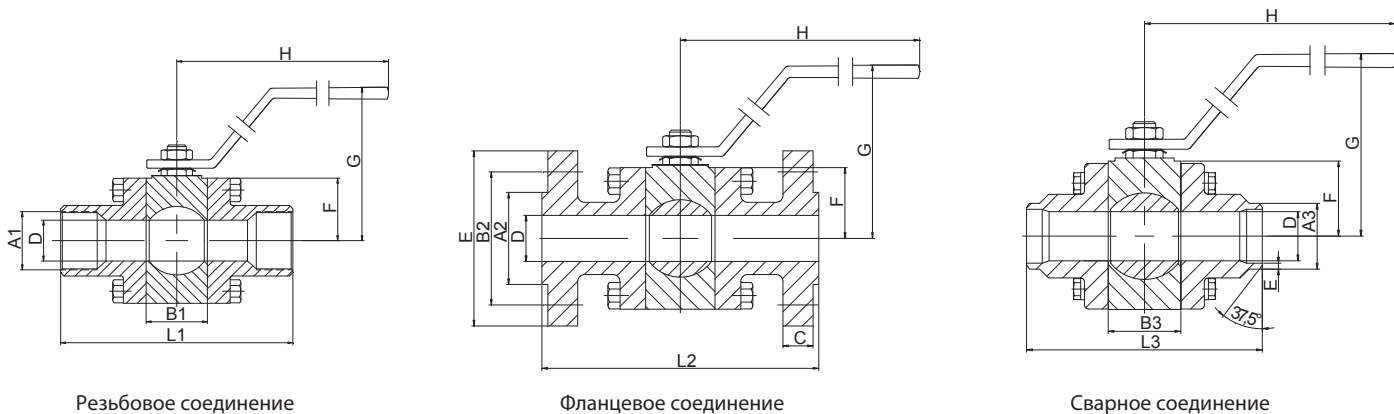 H
G
F
A1
D
B1
L1
Резьбовое соединение
H
G
F
E
B2
A2
D
C
L2
Фланцевое соединение
H
G
F
A3
D
E
37,5°
B3
L3
Сварное соединение